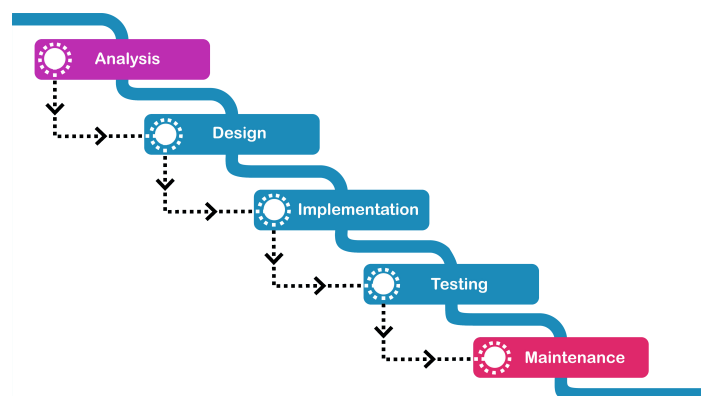 Analysis
Design
Implementation
Testing
Maintenance